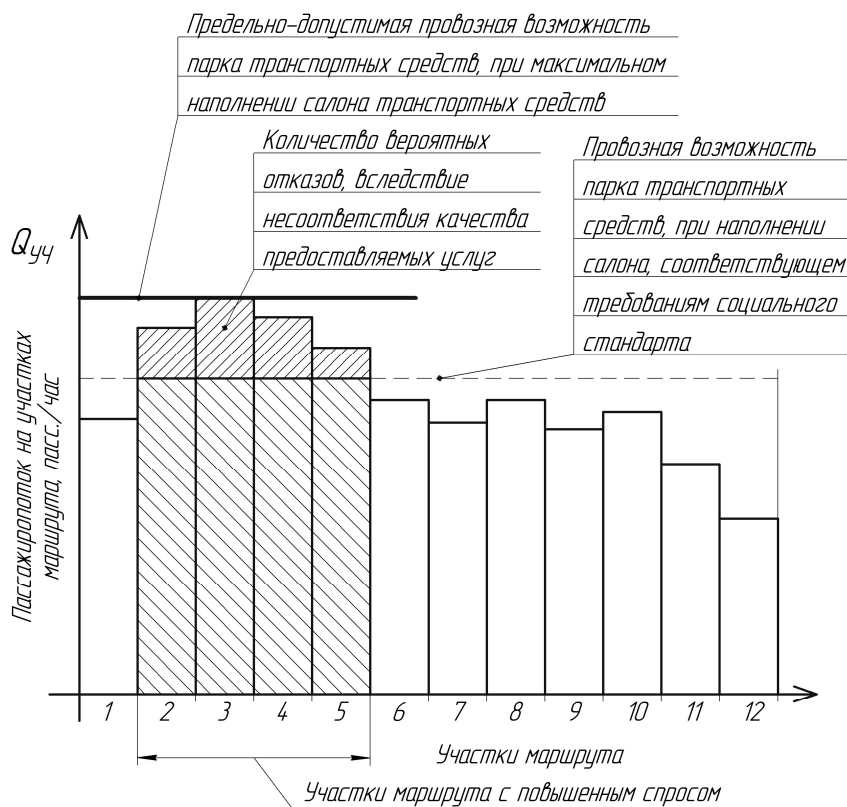 Предельно-допустимая провозная возможность
парка транспортных средств, при максимальном
наполнении салона транспортных средств
Количество вероятных
отказов, вследствие
несоответствия качества
предоставляемых услуг
Провозная возможность
парка транспортных
средств, при наполнении
салона, соответствующем
требованиям социального
стандарта
Qуч
Пассажиропоток на участках
маршрута, пасс./час
1 2 3 4 5 6 7 8 9 10 11 12
Участки маршрута
Участки маршрута с повышенным спросом